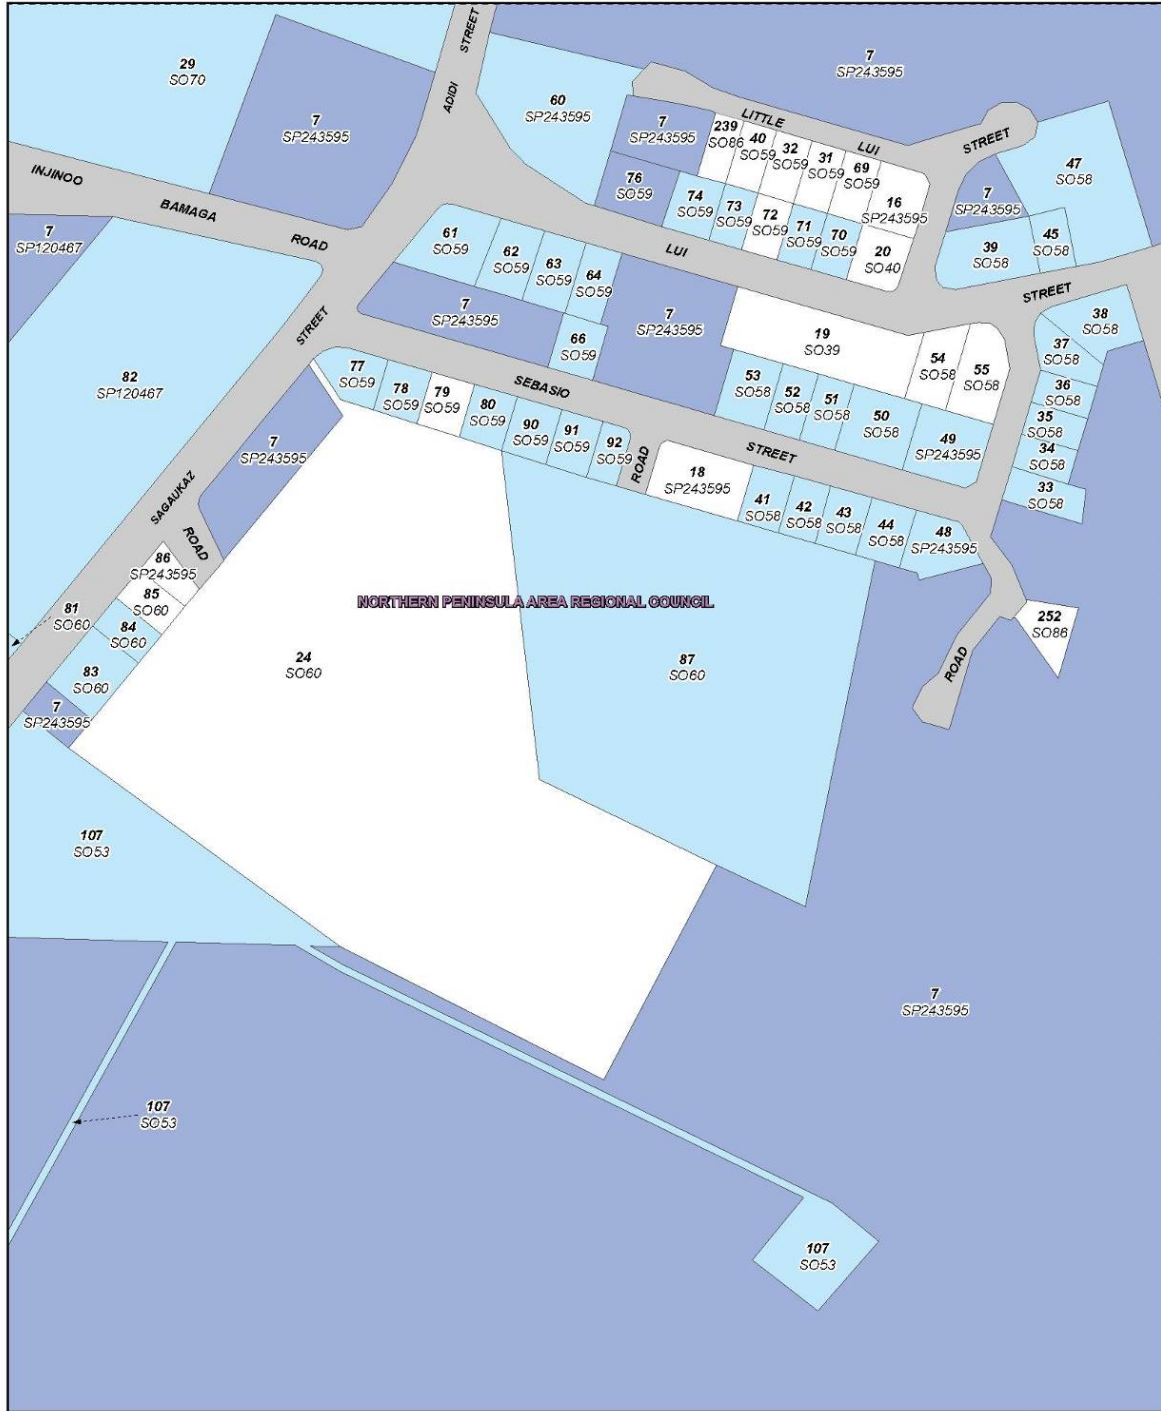 29
SO70
7
SP243595
ADIDI STREET
60
SP243595
7
SP243595
LITTLE LUI STREET
7
SP243595
239
SO86
40
SO59
32
SO59
31
SO59
69
SO59
16
SP243595
76
SO59
74
SO59
73
SO59
72
SO59
71
SO59
70
SO59
20
SO40
7
SP243595
47
SO58
39
SO58
45
SO58
INJINOO BAMAGA ROAD
7
SP120467
61
SO59
62
SO59
63
SO59
64
SO59
LUI STREET
7
SP243595
66
SO59
7
SP243595
19
SO39
54
SO58
55
SO58
38
SO58
37
SO58
36
SO58
35
SO58
34
SO58
33
SO58
82
SP120467
SAGAUKAZ STREET
77
SO59
78
SO59
79
SO59
80
SO59
90
SO59
91
SO59
92
SO59
SEBASIO STREET
53
SO58
52
SO58
51
SO58
50
SO58
49
SP243595
ROAD
18
SP243595
41
SO58
42
SO58
43
SO58
44
SO58
48
SP243595
7
SP243595
ROAD
86
SP243595
85
SO60
81
SO60
84
SO60
83
SO60
7
SP243595
NORTHERN PENINSULA AREA REGIONAL COUNCIL
24
SO60
87
SO60
252
SO86
ROAD
107
SO53
7
SP243595
107
SO53
107
SO53